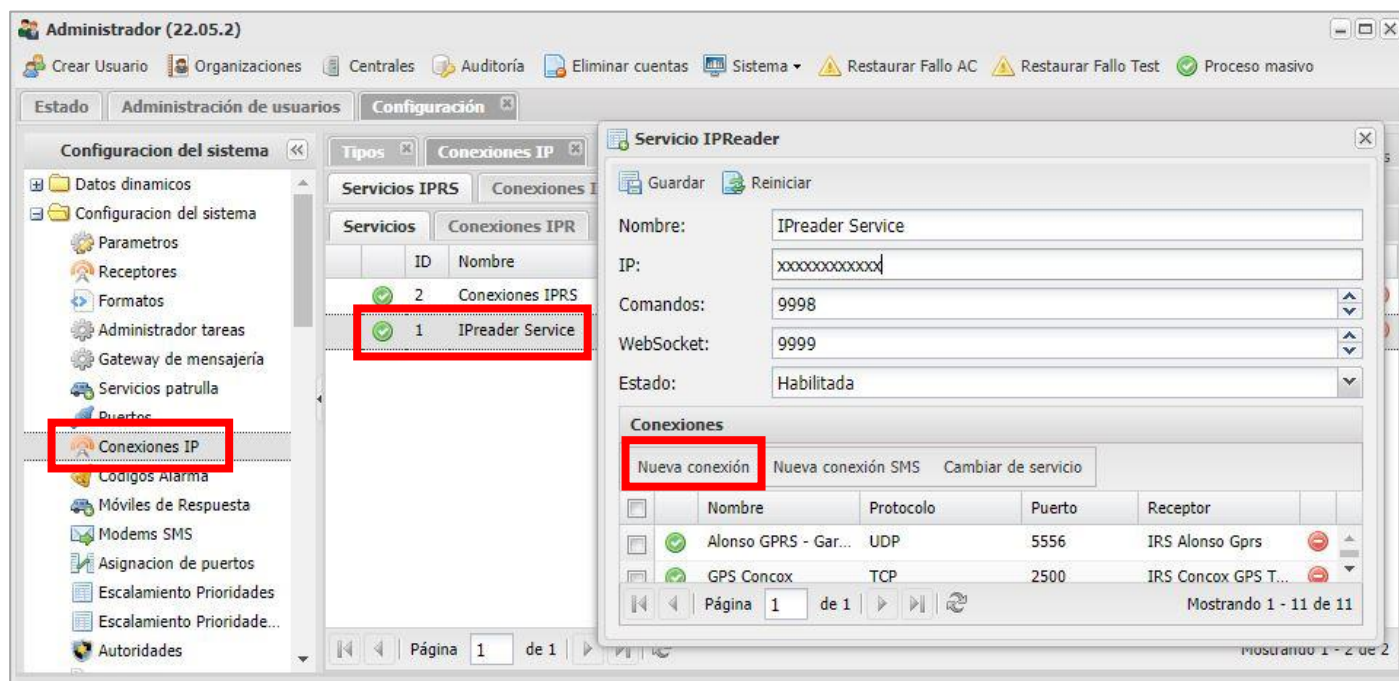 Administrador (22.05.2)
Crear Usuario Organizaciones Centrales Auditoría Eliminar cuentas Sistema Restaurar Fallo AC Restaurar Fallo Test Proceso masivo
Estado Administración de usuarios Configuración
Configuracion del sistema
Datos dinamicos
Configuracion del sistema
Parametros
Receptores
Formatos
Administrador tareas
Gateway de mensajería
Servicios patrulla
Puertos
Conexiones IP
Codigos Alarma
Móviles de Respuesta
Modems SMS
Asignacion de puertos
Escalamiento Prioridades
Escalamiento Prioridade...
Autoridades
Tipos Conexiones IP
Servicios IPRS Conexiones I
Servicios Conexiones IPR
ID Nombre
2 Conexiones IPRS
1 IPreader Service
Página 1 de 1
Mostrando 1 - 2 de 2
Servicio IPReader
Guardar Reiniciar
Nombre: IPreader Service
IP: xxxxxxxxxxxx
Comandos: 9998
WebSocket: 9999
Estado: Habilitada
Conexiones
Nueva conexión Nueva conexión SMS Cambiar de servicio
Nombre Protocolo Puerto Receptor
Alonso GPRS - Gar... UDP 5556 IRS Alonso Gprs
GPS Concox TCP 2500 IRS Concox GPS T...
Página 1 de 1 Mostrando 1 - 11 de 11